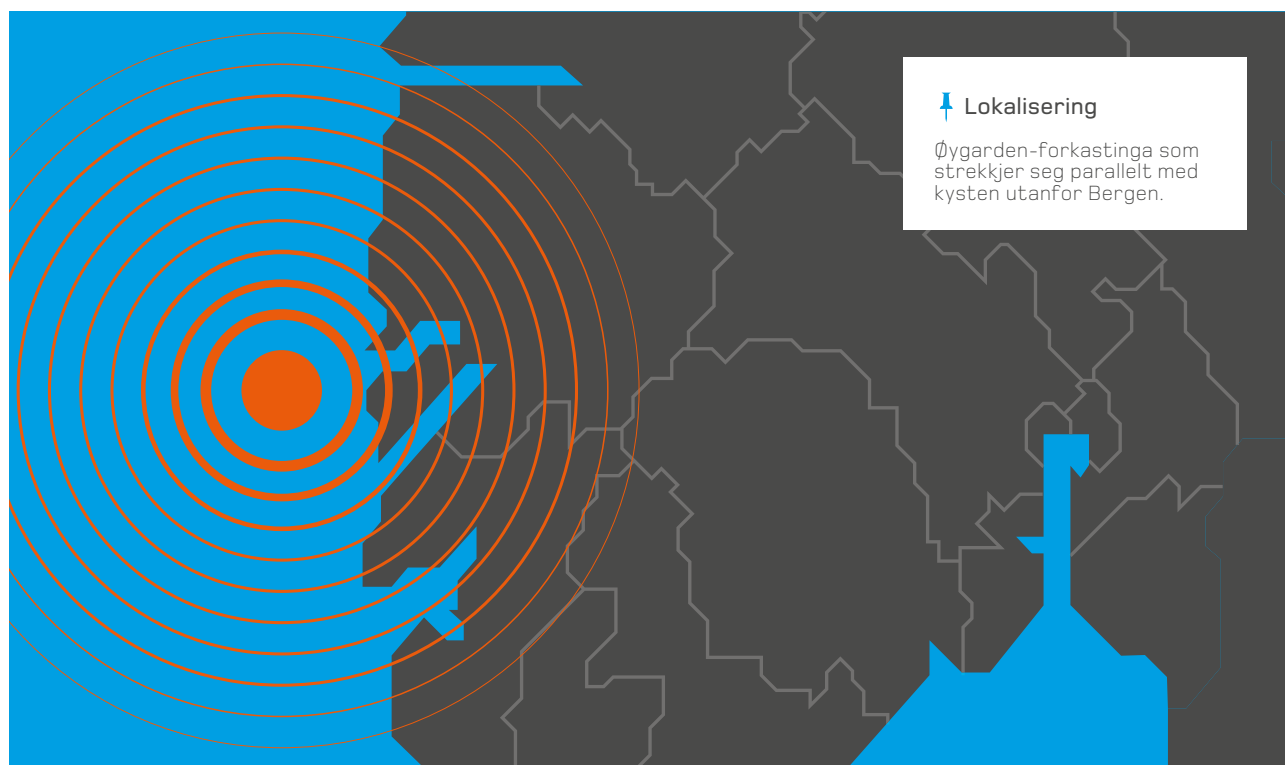 Lokalisering
Øygarden-forkastinga som
strekkjer seg parallelt med
kysten utanfor Bergen.